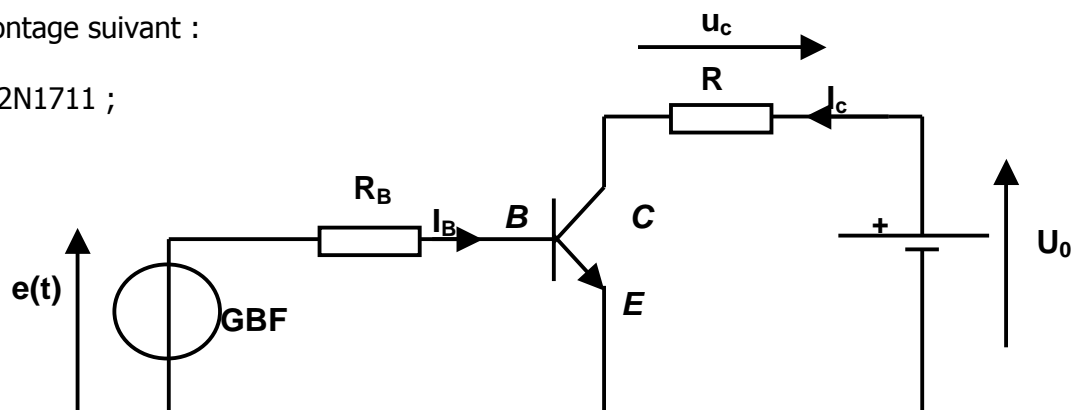 ontage suivant :
2N1711 ;
u_c
R
I_c
R_B
I_B
B
C
+
U_0
e(t)
GBF
E